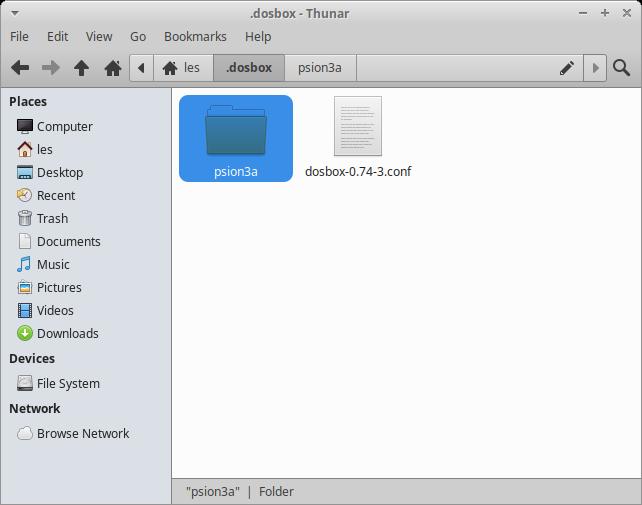 .dosbox - Thunar
File Edit View Go Bookmarks Help
les .dosbox psion3a
Places
Computer
les
Desktop
Recent
Trash
Documents
Music
Pictures
Videos
Downloads
Devices
File System
Network
Browse Network
psion3a dosbox-0.74-3.conf
"psion3a" | Folder